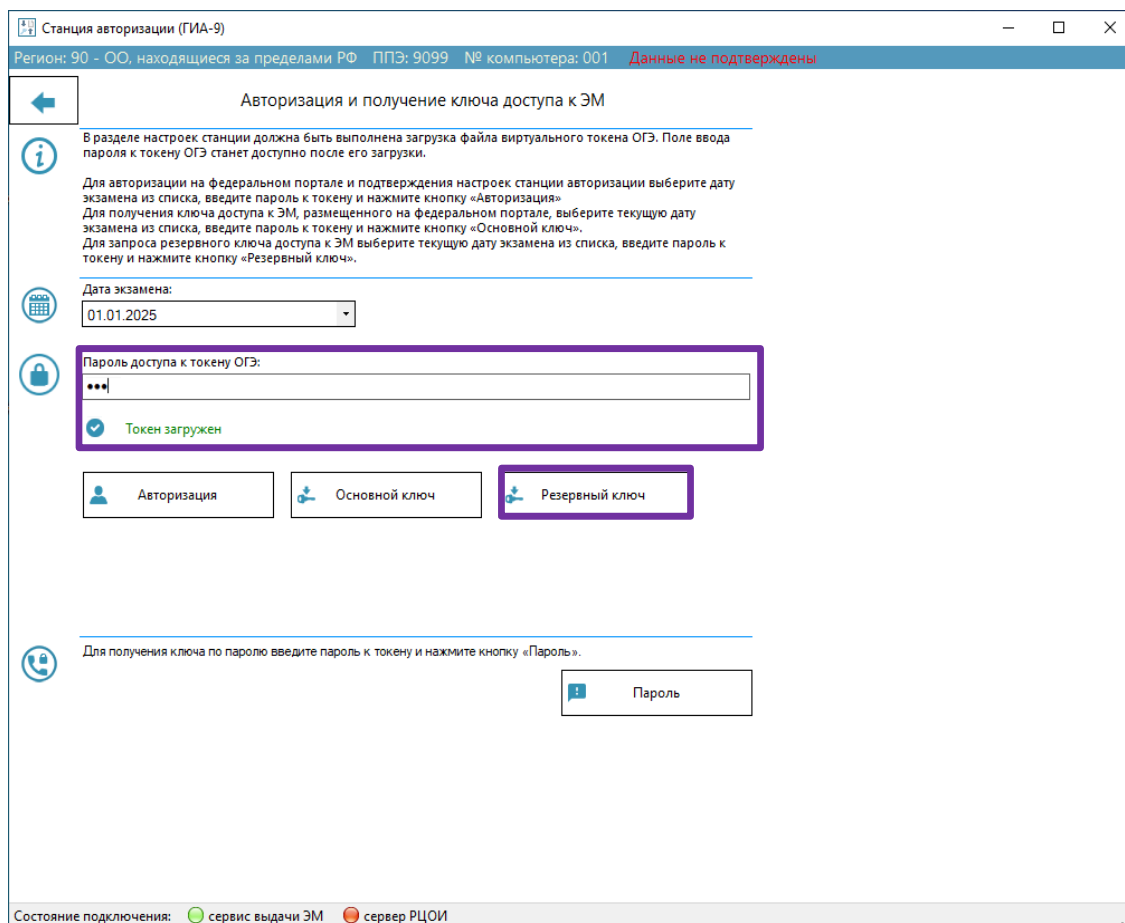 Станция авторизации (ГИА-9)
Регион: 90 - ОО, находящиеся за пределами РФ ППЭ: 9099 № компьютера: 001 Данные не подтверждены
Авторизация и получение ключа доступа к ЭМ
В разделе настроек станции должна быть выполнена загрузка файла виртуального токена ОГЭ. Поле ввода
пароля к токену ОГЭ станет доступно после его загрузки.
Для авторизации на федеральном портале и подтверждения настроек станции авторизации выберите дату
экзамена из списка, введите пароль к токену и нажмите кнопку «Авторизация»
Для получения ключа доступа к ЭМ, размещенного на федеральном портале, выберите текущую дату
экзамена из списка, введите пароль к токену и нажмите кнопку «Основной ключ».
Для запроса резервного ключа доступа к ЭМ выберите текущую дату экзамена из списка, введите пароль к
токену и нажмите кнопку «Резервный ключ».
Дата экзамена:
01.01.2025
Пароль доступа к токену ОГЭ:
•••
Токен загружен
Авторизация Основной ключ Резервный ключ
Для получения ключа по паролю введите пароль к токену и нажмите кнопку «Пароль».
Пароль
Состояние подключения: сервис выдачи ЭМ сервер РЦОИ